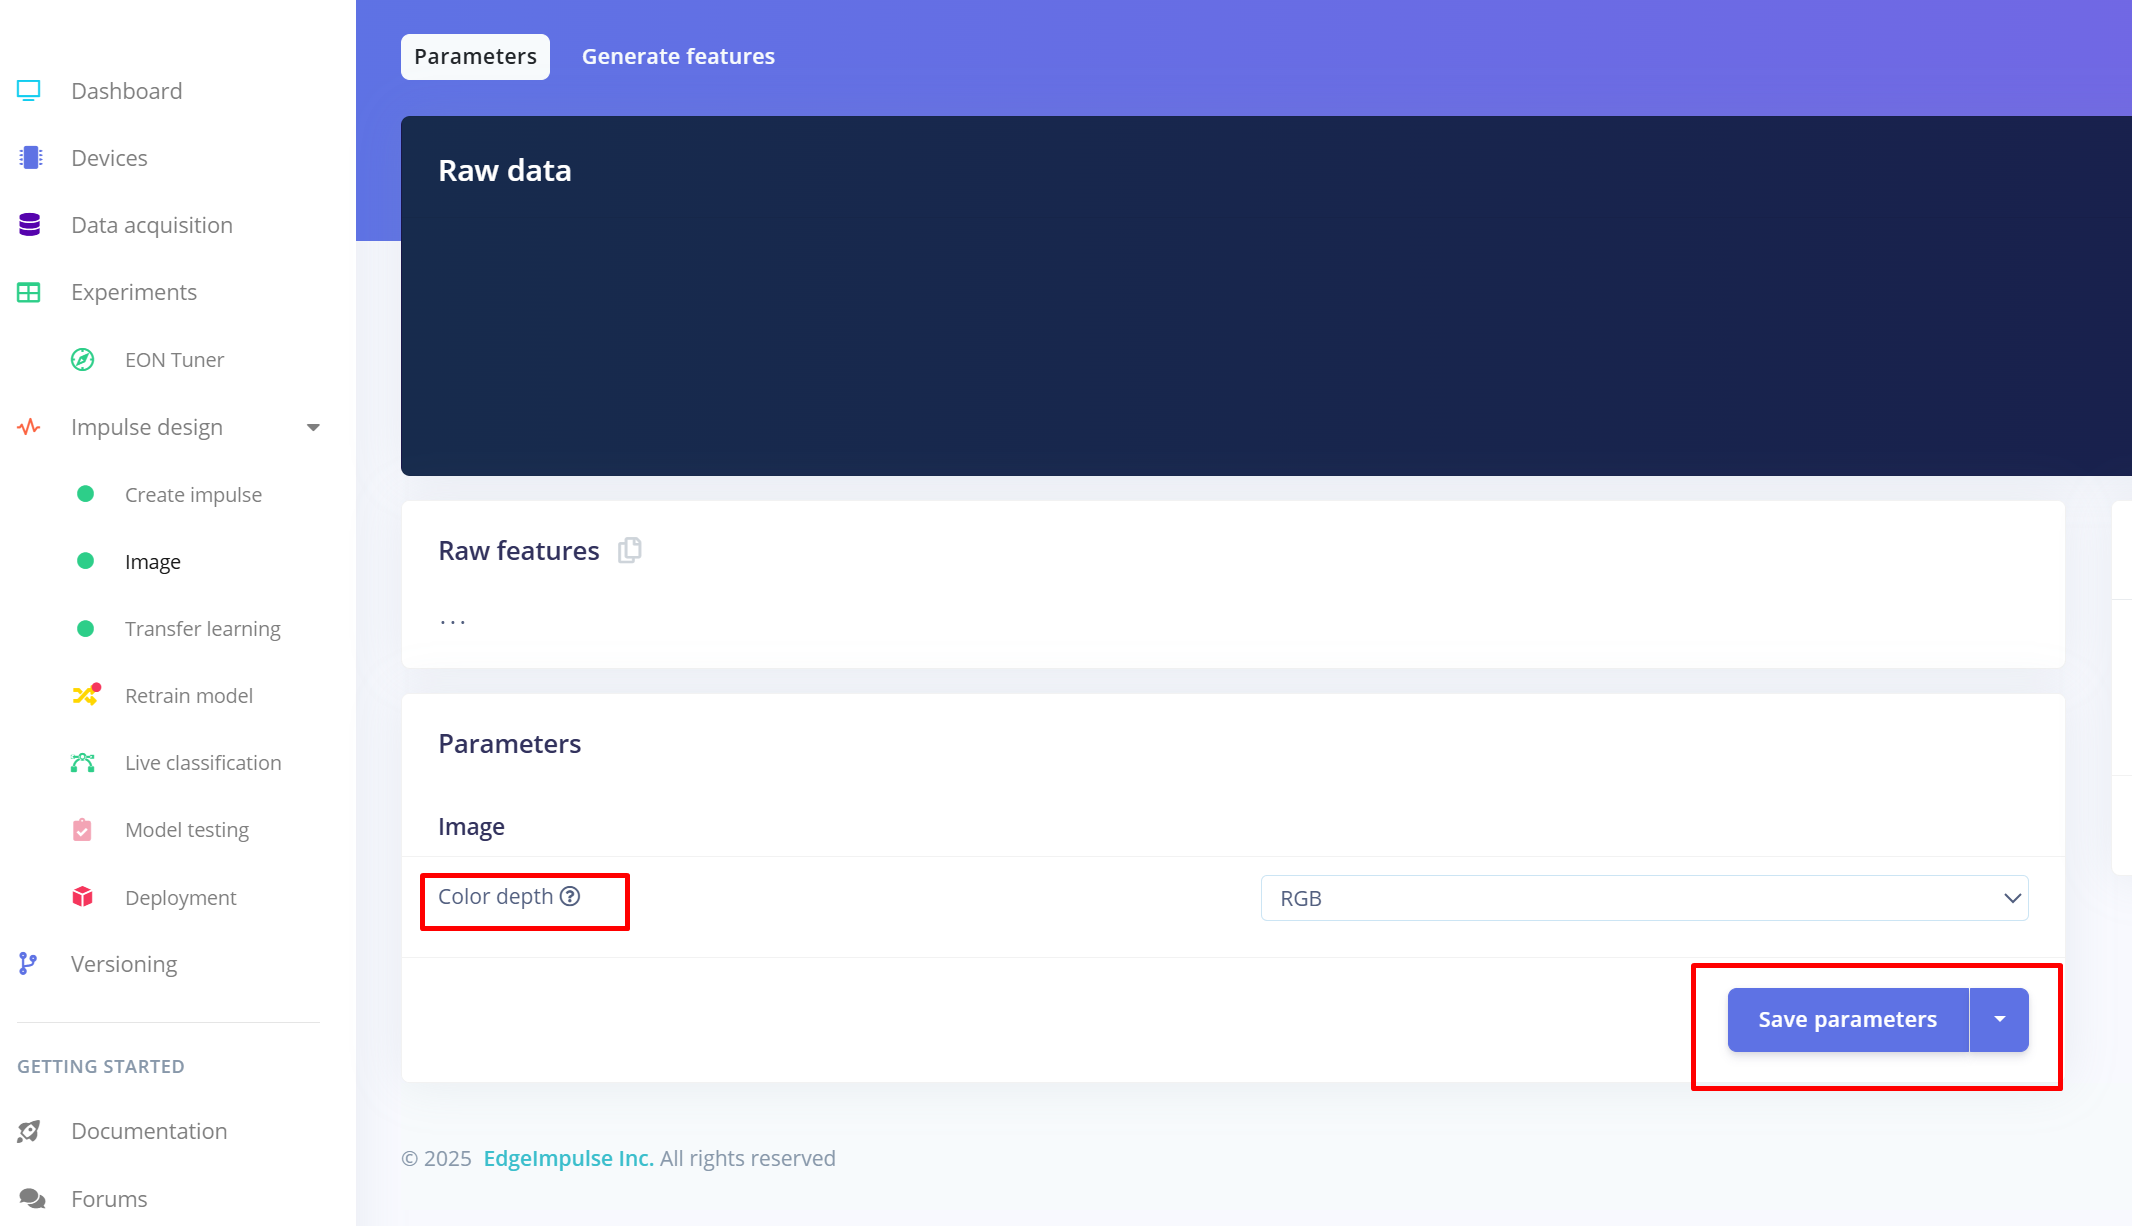 Dashboard
Devices
Data acquisition
Experiments
EON Tuner
Impulse design
Create impulse
Image
Transfer learning
Retrain model
Live classification
Model testing
Deployment
Versioning
GETTING STARTED
Documentation
Forums
Parameters
Generate features
Raw data
Raw features
...
Parameters
Image
Color depth ?
RGB
Save parameters
© 2025 EdgeImpulse Inc. All rights reserved